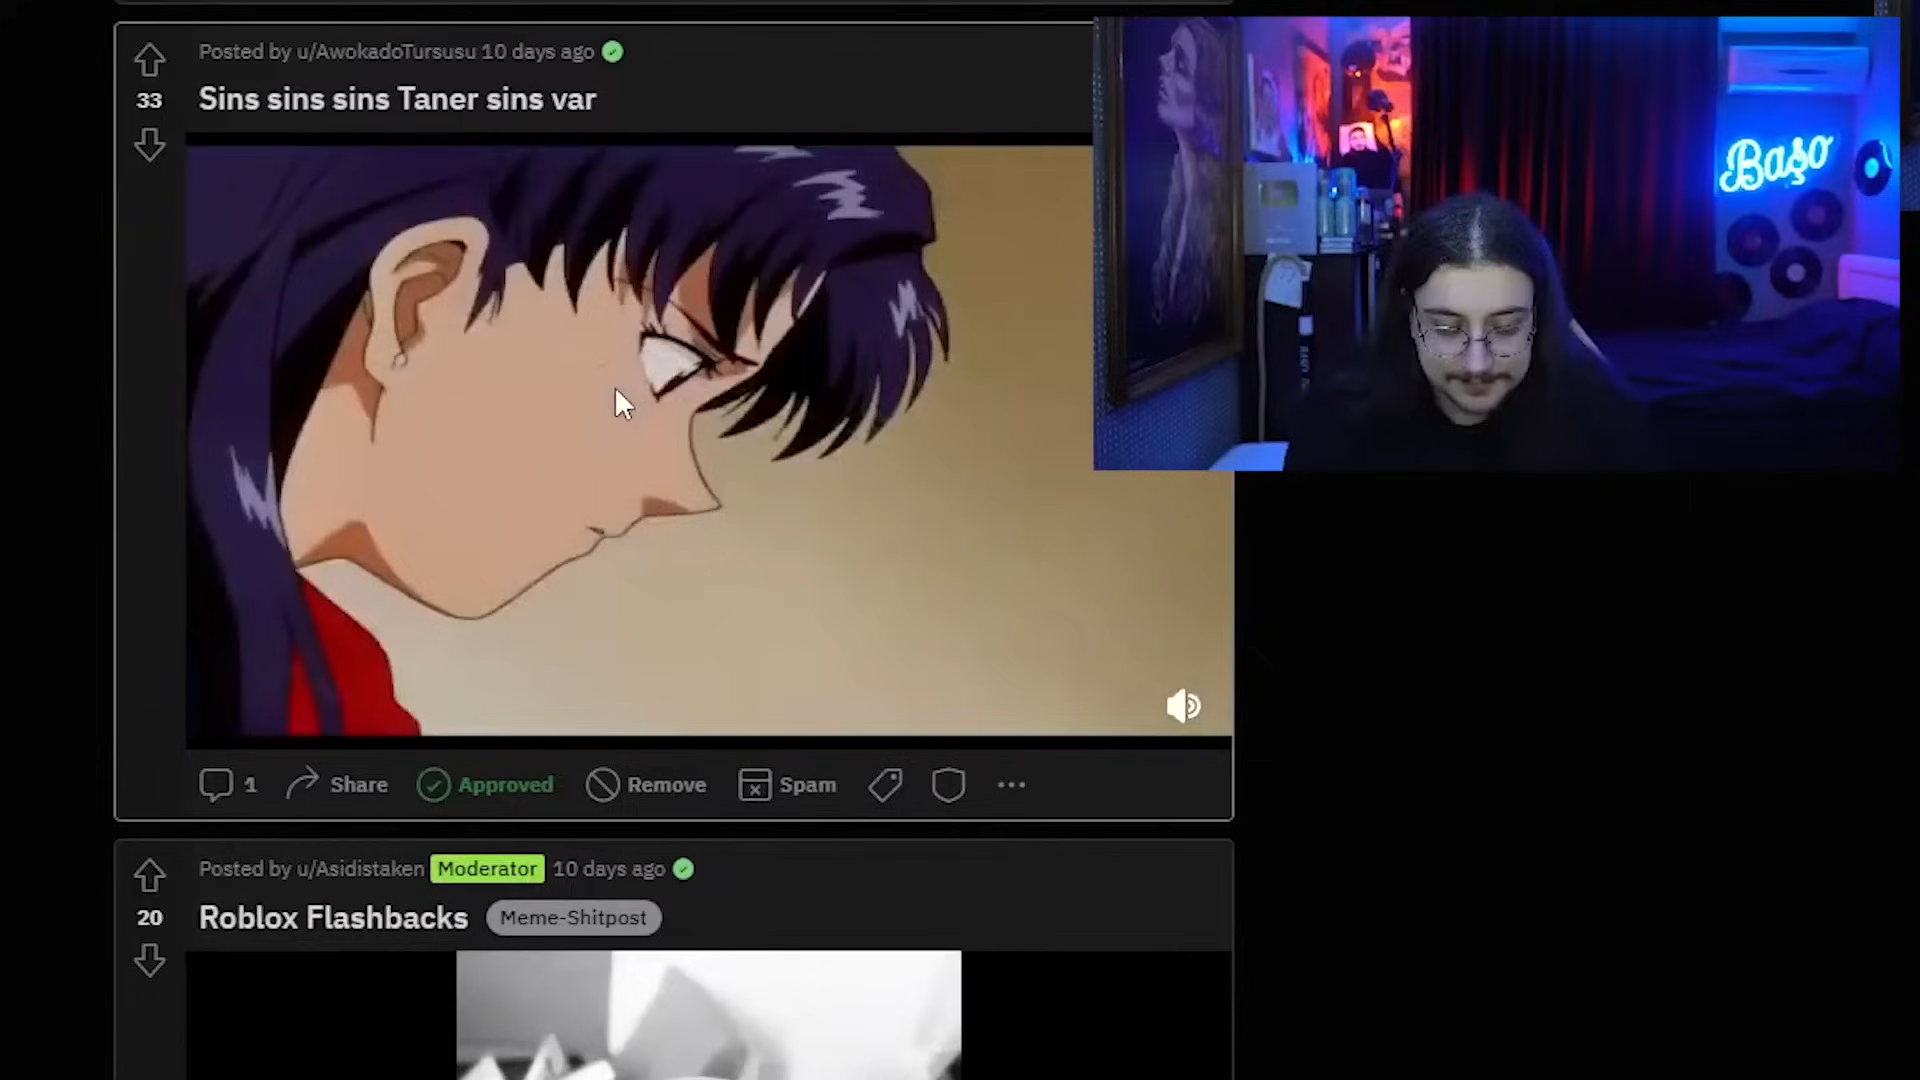 Posted by u/AwokadoTursusu 10 days ago
33
Sins sins sins Taner sins var
Başo
1 Share Approved Remove Spam
Posted by u/Asidistaken Moderator 10 days ago
20
Roblox Flashbacks Meme-Shitpost